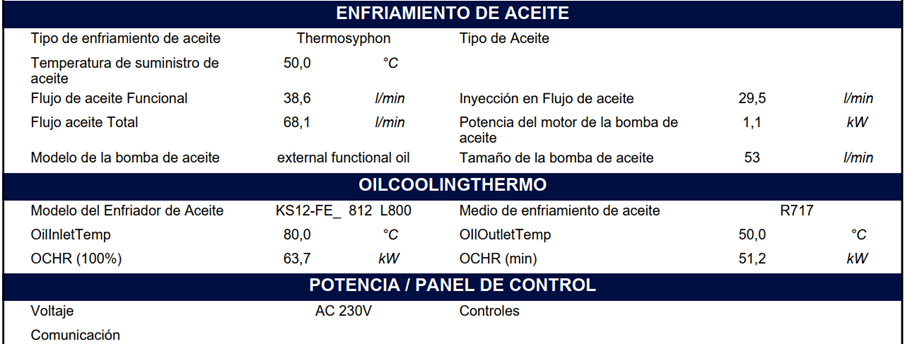 ENFRIAMIENTO DE ACEITE
Tipo de enfriamiento de aceite Thermosyphon Tipo de Aceite
Temperatura de suministro de aceite 50,0 °C
Flujo de aceite Funcional 38,6 l/min Inyección en Flujo de aceite 29,5 l/min
Flujo aceite Total 68,1 l/min Potencia del motor de la bomba de aceite 1,1 kW
Modelo de la bomba de aceite external functional oil Tamaño de la bomba de aceite 53 l/min
OILCOOLINGTHERMO
Modelo del Enfriador de Aceite KS12-FE_ 812 L800 Medio de enfriamiento de aceite R717
OilInletTemp 80,0 °C OIlOutletTemp 50,0 °C
OCHR (100%) 63,7 kW OCHR (min) 51,2 kW
POTENCIA / PANEL DE CONTROL
Voltaje AC 230V Controles
Comunicación